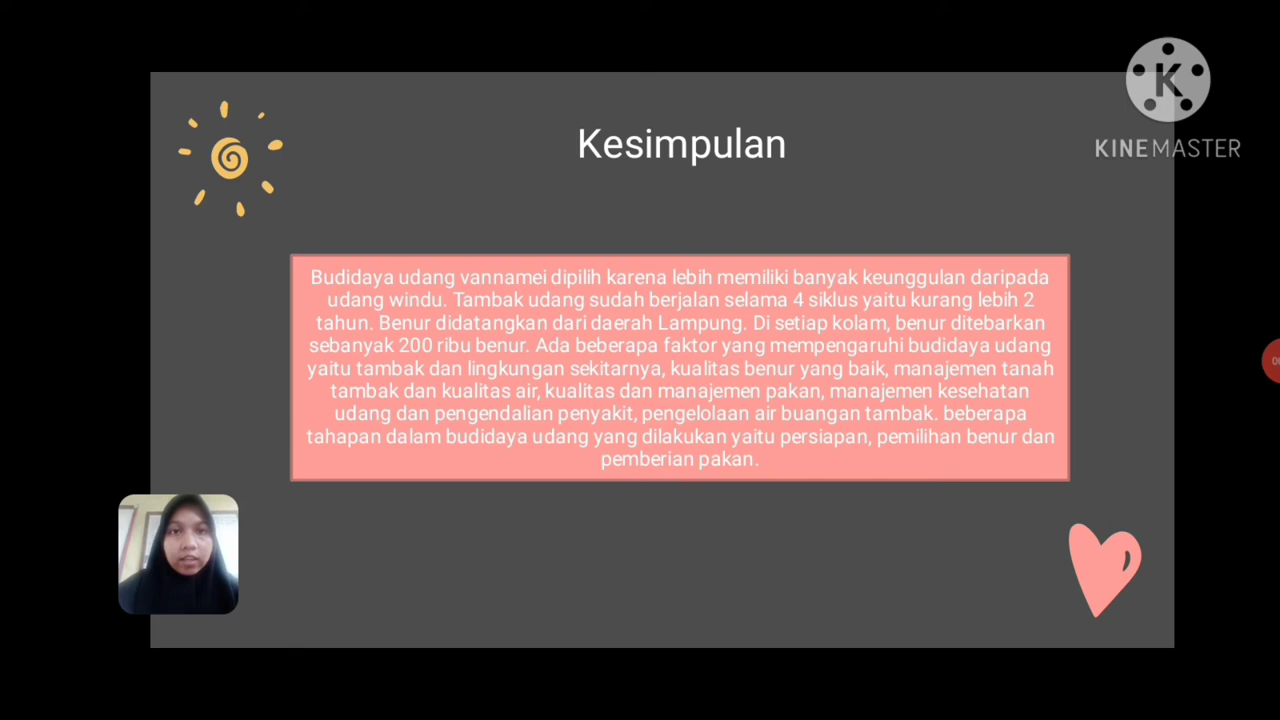 K
KINEMASTER
Kesimpulan
Budidaya udang vannamei dipilih karena lebih memiliki banyak keunggulan daripada
udang windu. Tambak udang sudah berjalan selama 4 siklus yaitu kurang lebih 2
tahun. Benur didatangkan dari daerah Lampung. Di setiap kolam, benur ditebarkan
sebanyak 200 ribu benur. Ada beberapa faktor yang mempengaruhi budidaya udang
yaitu tambak dan lingkungan sekitarnya, kualitas benur yang baik, manajemen tanah
tambak dan kualitas air, kualitas dan manajemen pakan, manajemen kesehatan
udang dan pengendalian penyakit, pengelolaan air buangan tambak. beberapa
tahapan dalam budidaya udang yang dilakukan yaitu persiapan, pemilihan benur dan
pemberian pakan.